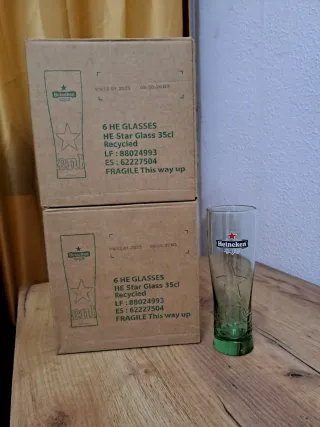 Heineken
6 HE GLASSES
HE Star Glass 35cl
Recycled
LF : 88024993
ES : 62227504
FRAGILE This way up
Heineken
6 HE GLASSES
HE Star Glass 35cl
Recycled
LF : 88024993
ES : 62227504
FRAGILE This way up
Heineken